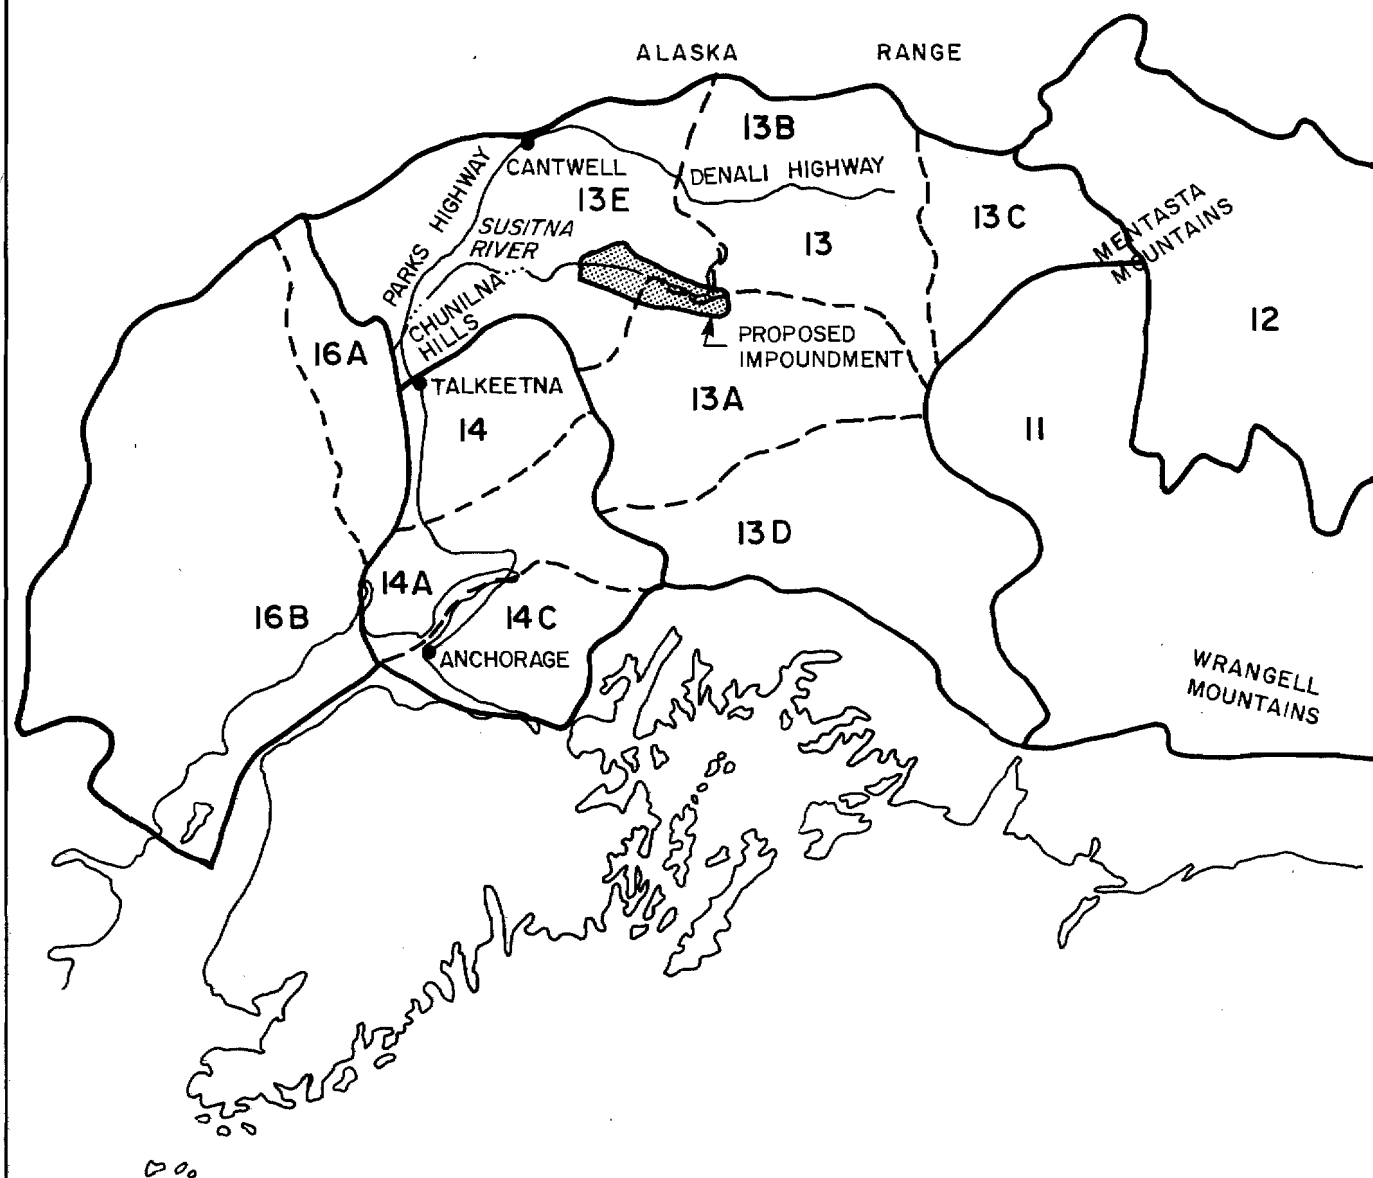 ALASKA RANGE
13B
CANTWELL
DENALI HIGHWAY
PARKS HIGHWAY
13E
SUSITNA
RIVER
13
13C
MENTASTA
MOUNTAINS
CHUNILNA
HILLS
PROPOSED
IMPOUNDMENT
12
16A
TALKEETNA
13A
14
11
13D
14A
16B
14C
ANCHORAGE
WRANGELL
MOUNTAINS